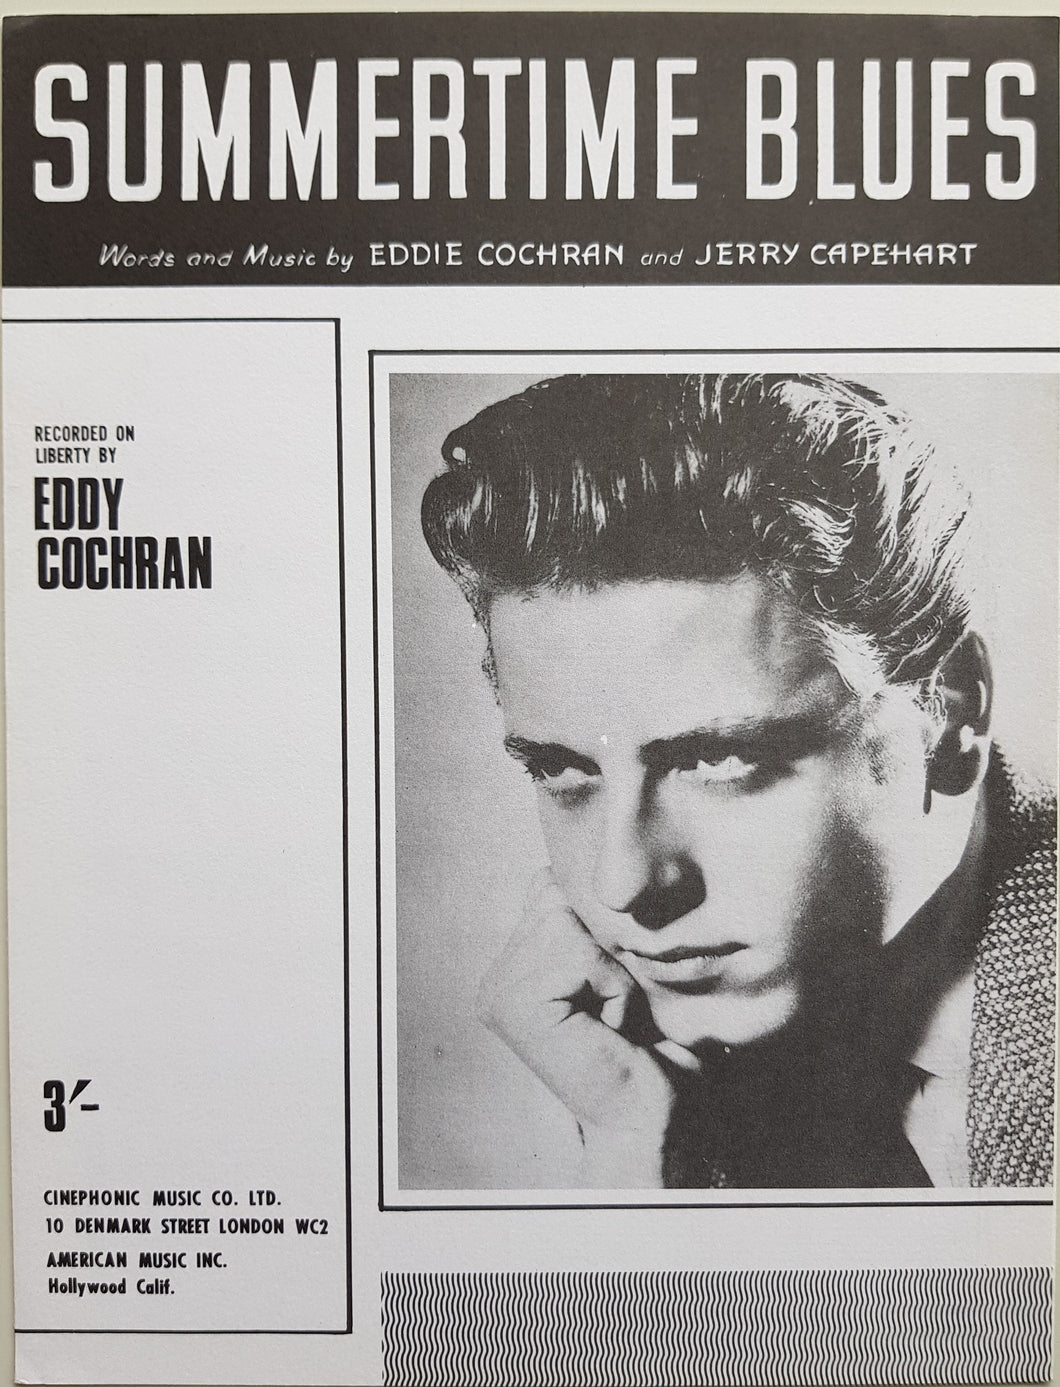 SUMMERTIME BLUES
Words and Music by EDDIE COCHRAN and JERRY CAPEHART
RECORDED ON
LIBERTY BY
EDDY
COCHRAN
3/-
CINEPHONIC MUSIC CO. LTD.
10 DENMARK STREET LONDON WC2
AMERICAN MUSIC INC.
Hollywood Calif.